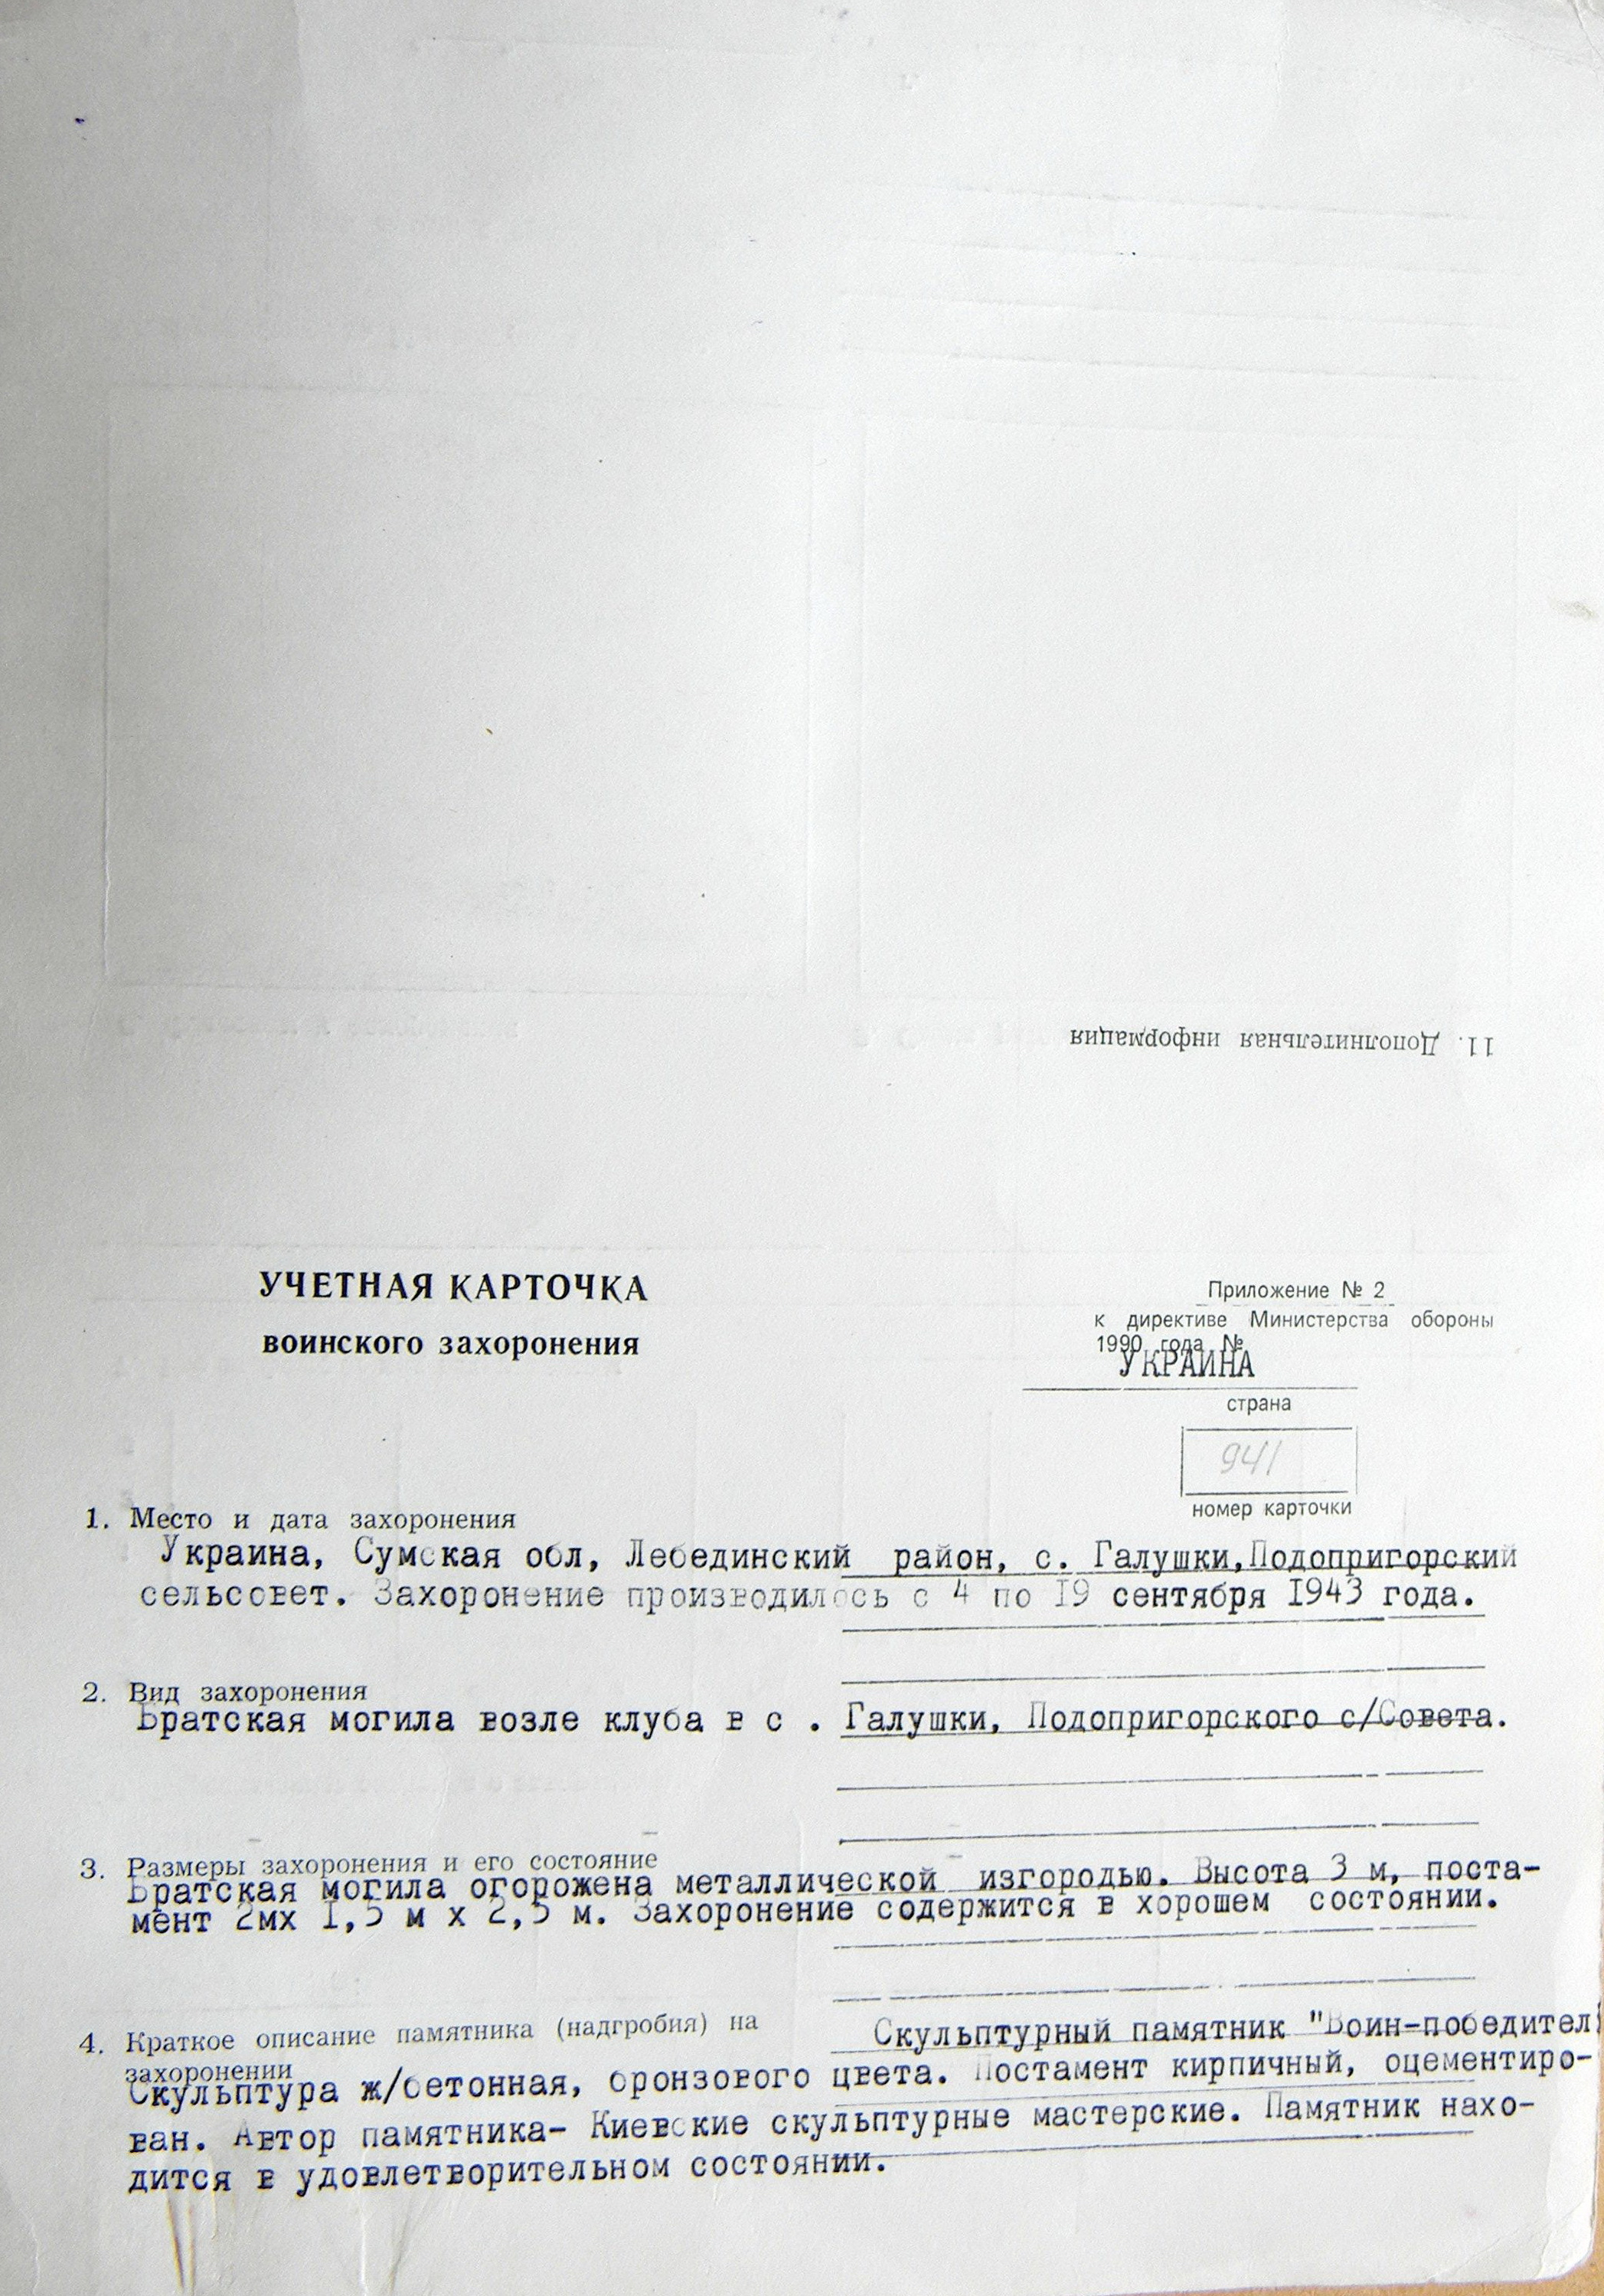 11. Дополнительная информация
УЧЕТНАЯ КАРТОЧКА
воинского захоронения
Приложение № 2
к директиве Министерства обороны
1990 года №
УКРАИНА
страна
941
номер карточки
1. Место и дата захоронения
Украина, Сумская обл, Лебединский район, с. Галушки,Подопригорский
сельсовет. Захоронение производилось с 4 по 19 сентября 1943 года.
2. Вид захоронения
Братская могила возле клуба в с . Галушки, Подопригорского с/Совета.
3. Размеры захоронения и его состояние
Братская могила огорожена металлической изгородью. Высота 3 м, поста-
мент 2мх 1,5 м х 2,5 м. Захоронение содержится в хорошем состоянии.
4. Краткое описание памятника (надгробия) на
захоронении
Скульптурный памятник "Воин-победител
Скульптура ж/бетонная, бронзового цвета. Постамент кирпичный, оцементиро-
ван. Автор памятника- Киевские скульптурные мастерские. Памятник нахо-
дится в удовлетворительном состоянии.